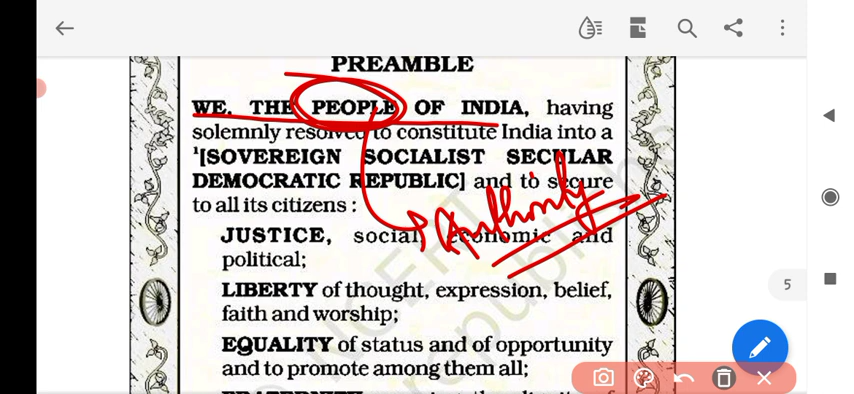 PREAMBLE
WE, THE PEOPLE OF INDIA, having
solemnly resolved to constitute India into a
¹[SOVEREIGN SOCIALIST SECULAR
DEMOCRATIC REPUBLIC] and to secure
to all its citizens :
Authority
JUSTICE, social, economic and
political;
LIBERTY of thought, expression, belief,
faith and worship;
5
EQUALITY of status and of opportunity
and to promote among them all;